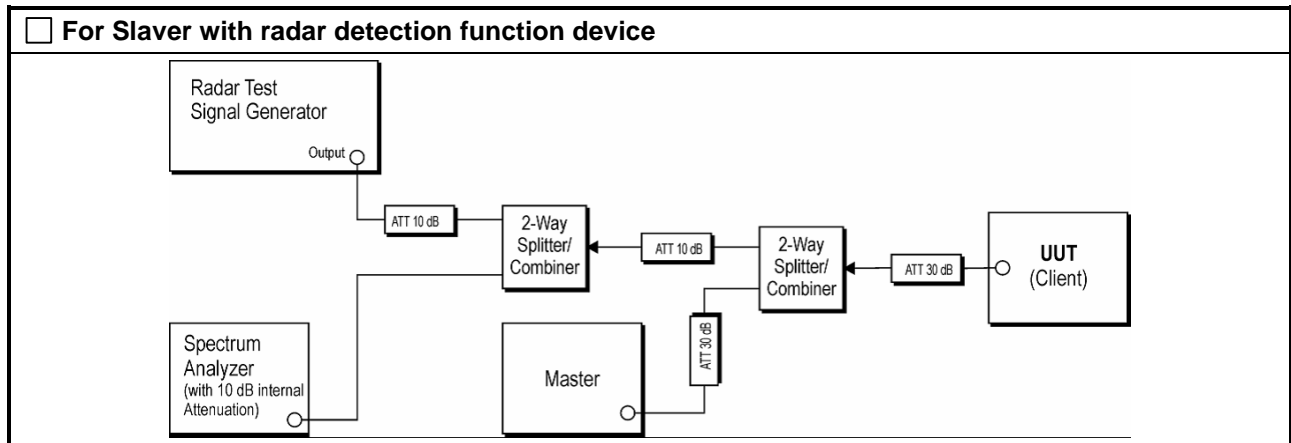 For Slaver with radar detection function device
Radar Test
Signal Generator
Output
ATT 10 dB
2-Way
Splitter/
Combiner
ATT 10 dB
2-Way
Splitter/
Combiner
ATT 30 dB
UUT
(Client)
Spectrum
Analyzer
(with 10 dB internal
Attenuation)
Master
ATT 30 dB